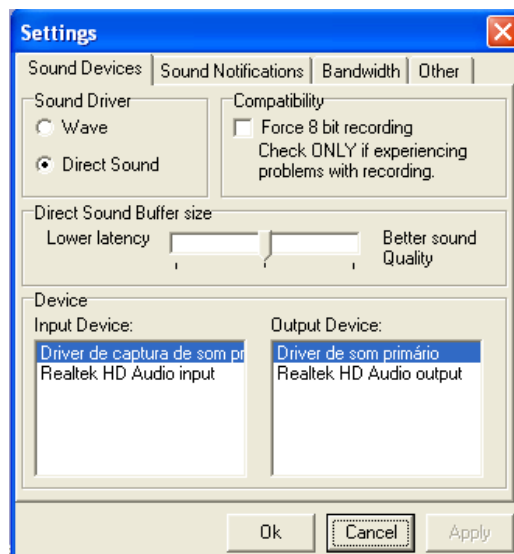 Settings
Sound Devices Sound Notifications Bandwidth Other
Sound Driver
Wave
Direct Sound
Compatibility
Force 8 bit recording
Check ONLY if experiencing
problems with recording.
Direct Sound Buffer size
Lower latency
Better sound
Quality
Device
Input Device:
Driver de captura de som pr
Realtek HD Audio input
Output Device:
Driver de som primário
Realtek HD Audio output
Ok Cancel Apply